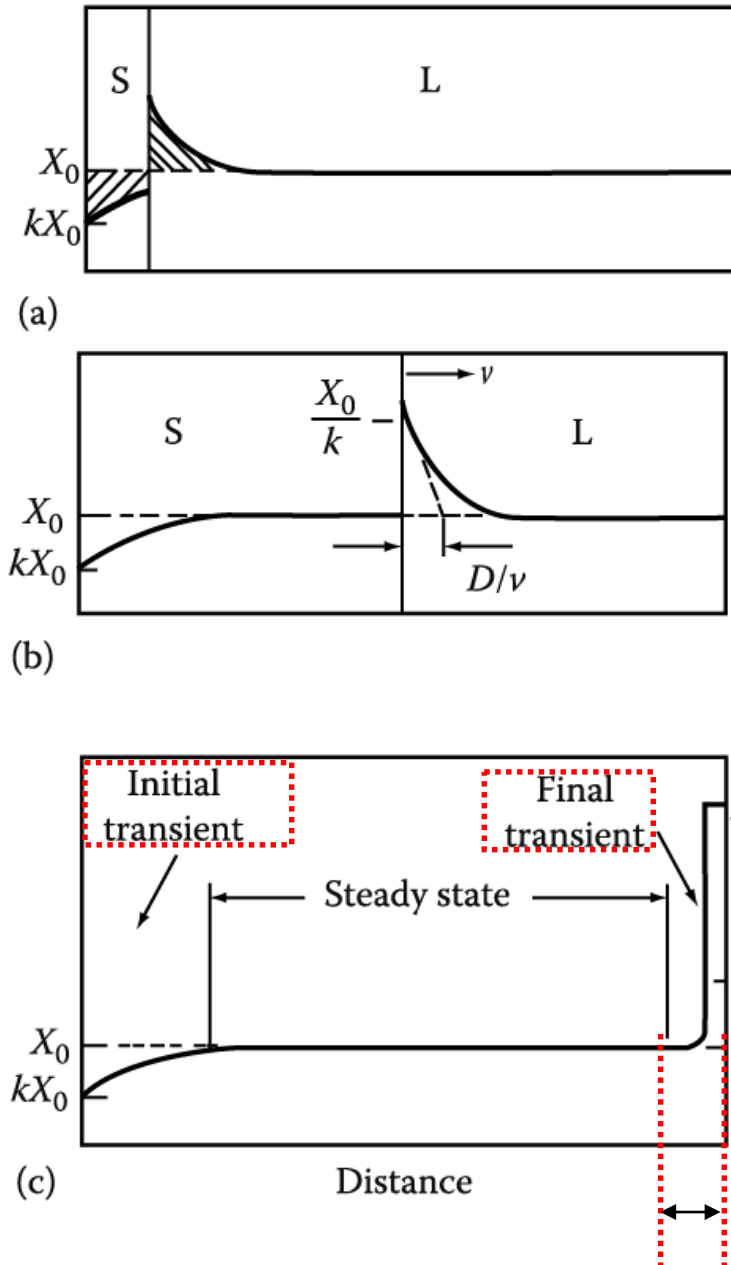 S
L
X₀
kX₀
(a)
v
X₀
k
S
L
X₀
kX₀
D/v
(b)
Initial
transient
Final
transient
Steady state
X₀
kX₀
(c)
Distance